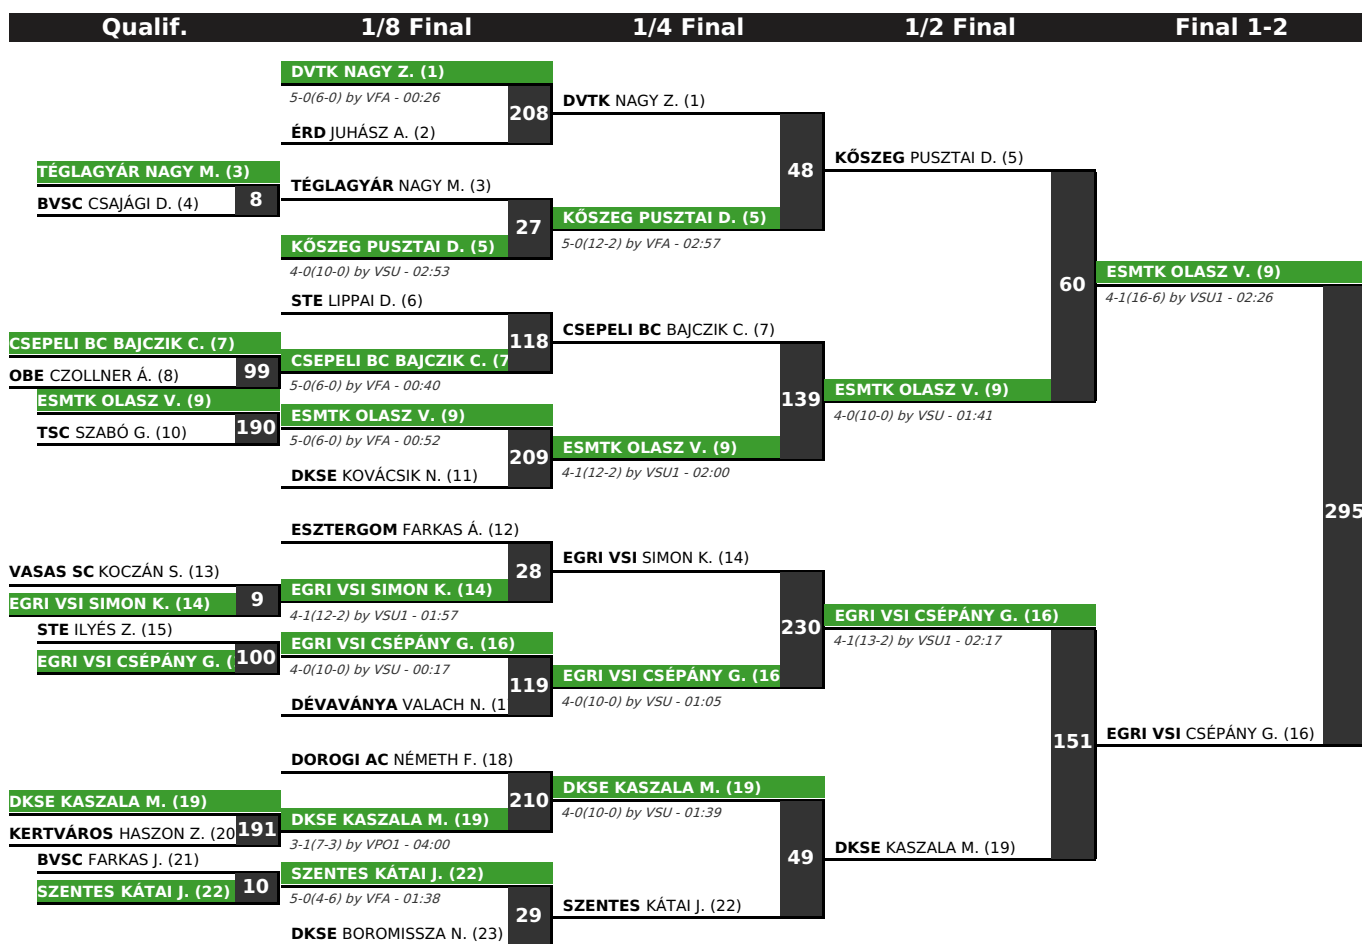 Qualif.
1/8 Final
1/4 Final
1/2 Final
Final 1-2
TÉGLAGYÁR NAGY M. (3)
BVSC CSAJÁGI D. (4)
8
CSEPELI BC BAJCZIK C. (7)
OBE CZOLLNER Á. (8)
99
ESMTK OLASZ V. (9)
TSC SZABÓ G. (10)
190
VASAS SC KOCZÁN S. (13)
EGRI VSI SIMON K. (14)
9
STE ILYÉS Z. (15)
EGRI VSI CSÉPÁNY G. (
100
DKSE KASZALA M. (19)
KERTVÁROS HASZON Z. (20
191
BVSC FARKAS J. (21)
SZENTES KÁTAI J. (22)
10
DVTK NAGY Z. (1)
5-0(6-0) by VFA - 00:26
ÉRD JUHÁSZ A. (2)
208
TÉGLAGYÁR NAGY M. (3)
27
KŐSZEG PUSZTAI D. (5)
4-0(10-0) by VSU - 02:53
STE LIPPAI D. (6)
118
CSEPELI BC BAJCZIK C. (7
5-0(6-0) by VFA - 00:40
ESMTK OLASZ V. (9)
5-0(6-0) by VFA - 00:52
209
DKSE KOVÁCSIK N. (11)
ESZTERGOM FARKAS Á. (12)
28
EGRI VSI SIMON K. (14)
4-1(12-2) by VSU1 - 01:57
EGRI VSI CSÉPÁNY G. (16)
4-0(10-0) by VSU - 00:17
119
DÉVAVÁNYA VALACH N. (1
DOROGI AC NÉMETH F. (18)
210
DKSE KASZALA M. (19)
3-1(7-3) by VPO1 - 04:00
SZENTES KÁTAI J. (22)
5-0(4-6) by VFA - 01:38
29
DKSE BOROMISSZA N. (23)
DVTK NAGY Z. (1)
48
KŐSZEG PUSZTAI D. (5)
5-0(12-2) by VFA - 02:57
CSEPELI BC BAJCZIK C. (7)
139
ESMTK OLASZ V. (9)
4-1(12-2) by VSU1 - 02:00
EGRI VSI SIMON K. (14)
230
EGRI VSI CSÉPÁNY G. (16
4-0(10-0) by VSU - 01:05
DKSE KASZALA M. (19)
4-0(10-0) by VSU - 01:39
49
SZENTES KÁTAI J. (22)
KŐSZEG PUSZTAI D. (5)
60
ESMTK OLASZ V. (9)
4-0(10-0) by VSU - 01:41
EGRI VSI CSÉPÁNY G. (16)
4-1(13-2) by VSU1 - 02:17
151
DKSE KASZALA M. (19)
ESMTK OLASZ V. (9)
4-1(16-6) by VSU1 - 02:26
295
EGRI VSI CSÉPÁNY G. (16)